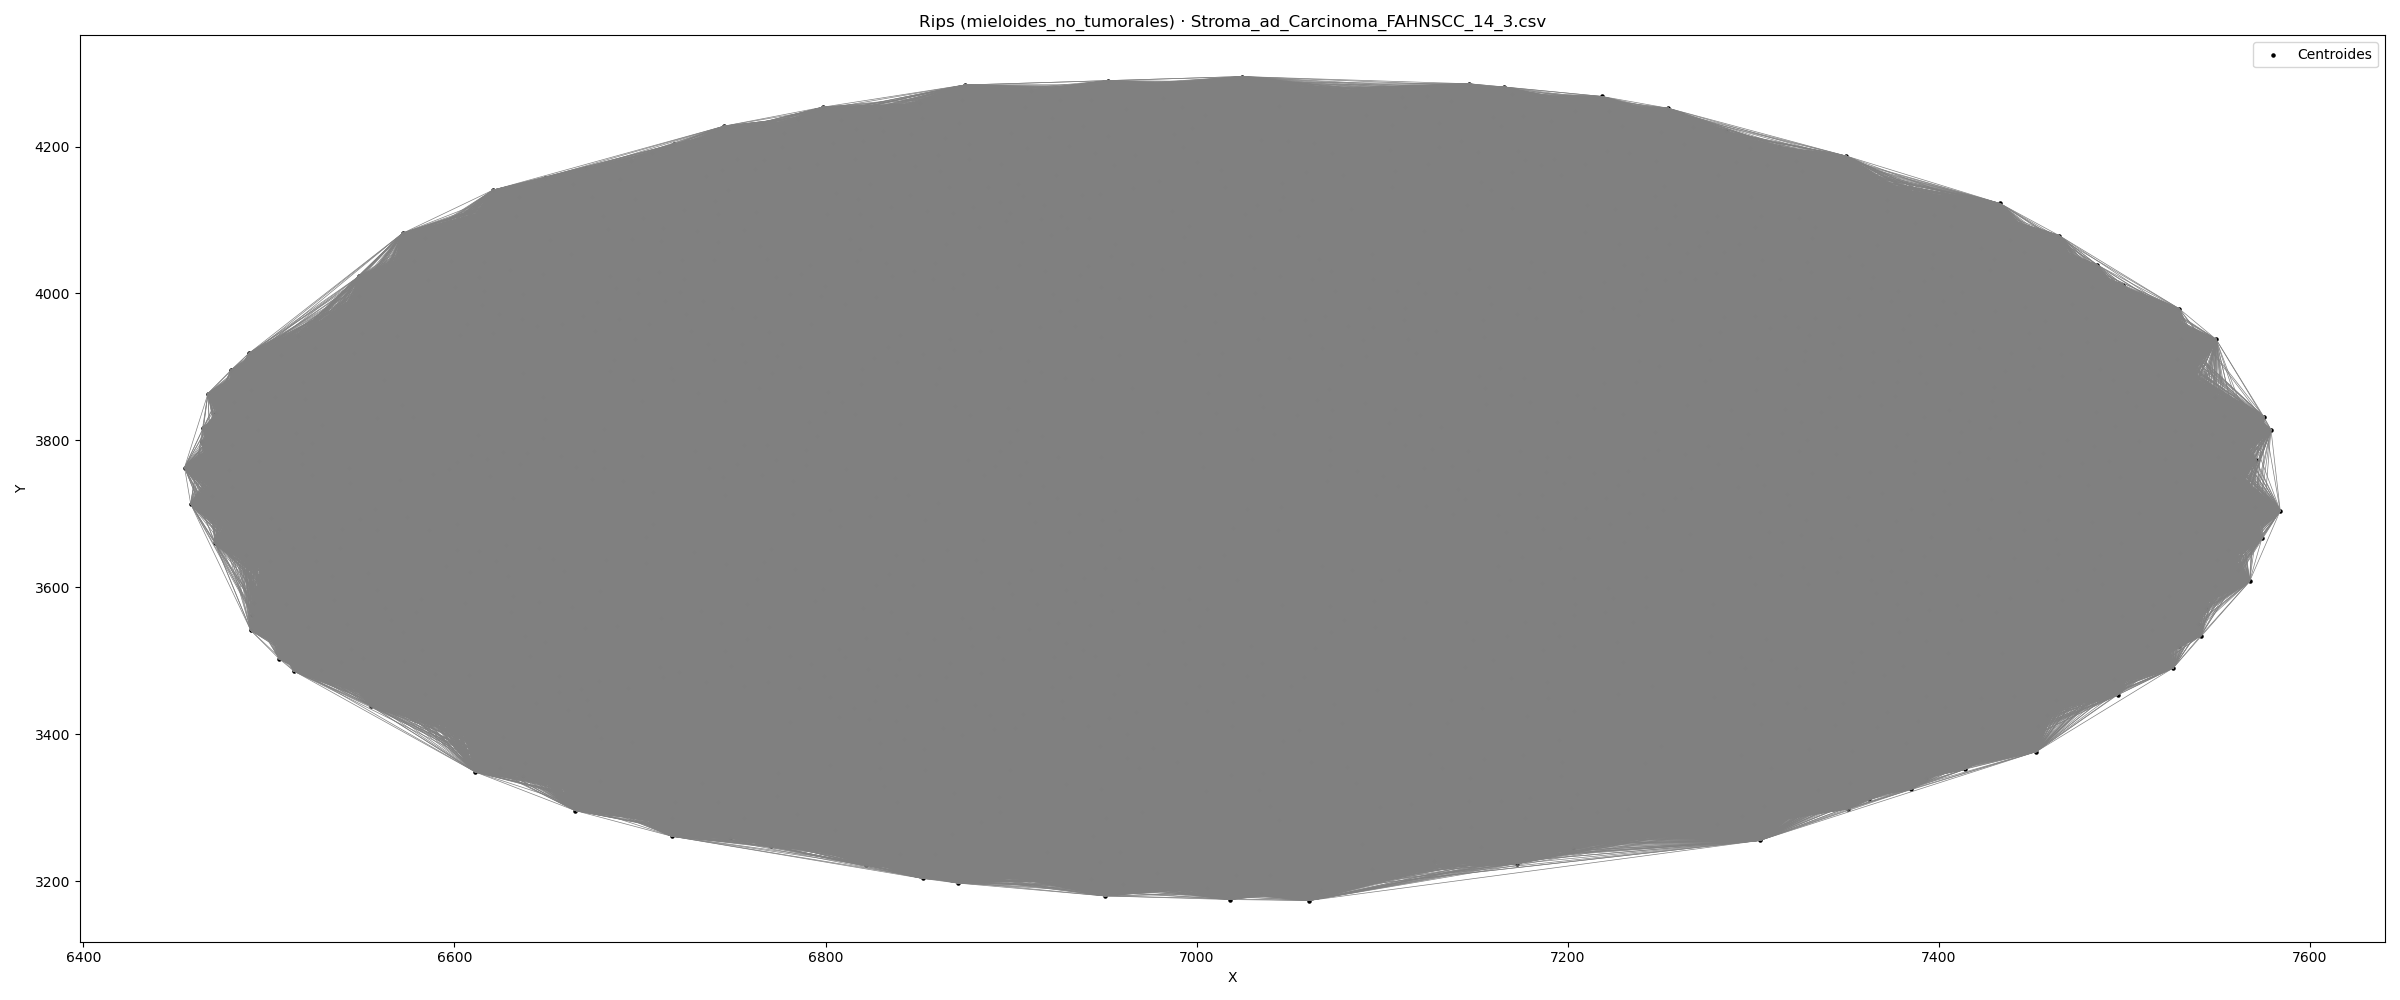 Rips (mieloides_no_tumorales) · Stroma_ad_Carcinoma_FAHNSCC_14_3.csv
Centroides
4200
4000
3800
Y
3600
3400
3200
6400 6600 6800 7000 7200 7400 7600
X